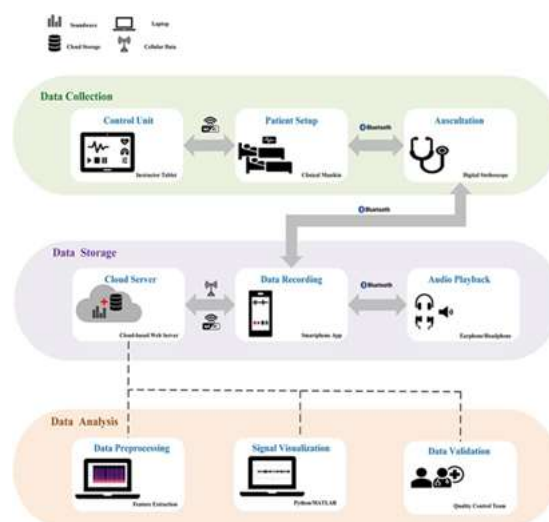 Soundwave
Laptop
Cloud Storage
Cellular Data
Data Collection
Control Unit
Patient Setup
Auscultation
Bluetooth
Instructor Tablet
Clinical Manikin
Digital Stethoscope
Bluetooth
Data Storage
Cloud Server
Data Recording
Audio Playback
Bluetooth
Cloud-based Web Server
Smartphone App
Earphone/Headphone
Data Analysis
Data Preprocessing
Signal Visualization
Data Validation
Feature Extraction
Python/MATLAB
Quality Control Team